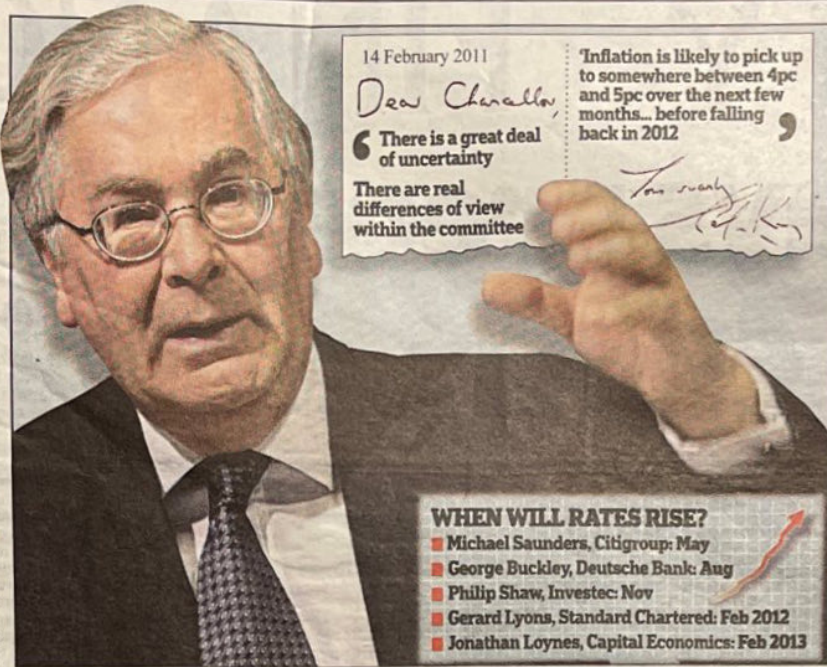 14 February 2011
Dear Chancellor,
‘There is a great deal
of uncertainty
There are real
differences of view
within the committee
‘Inflation is likely to pick up
to somewhere between 4pc
and 5pc over the next few
months... before falling
back in 2012 ’
WHEN WILL RATES RISE?
Michael Saunders, Citigroup: May
George Buckley, Deutsche Bank: Aug
Philip Shaw, Investec: Nov
Gerard Lyons, Standard Chartered: Feb 2012
Jonathan Loynes, Capital Economics: Feb 2013